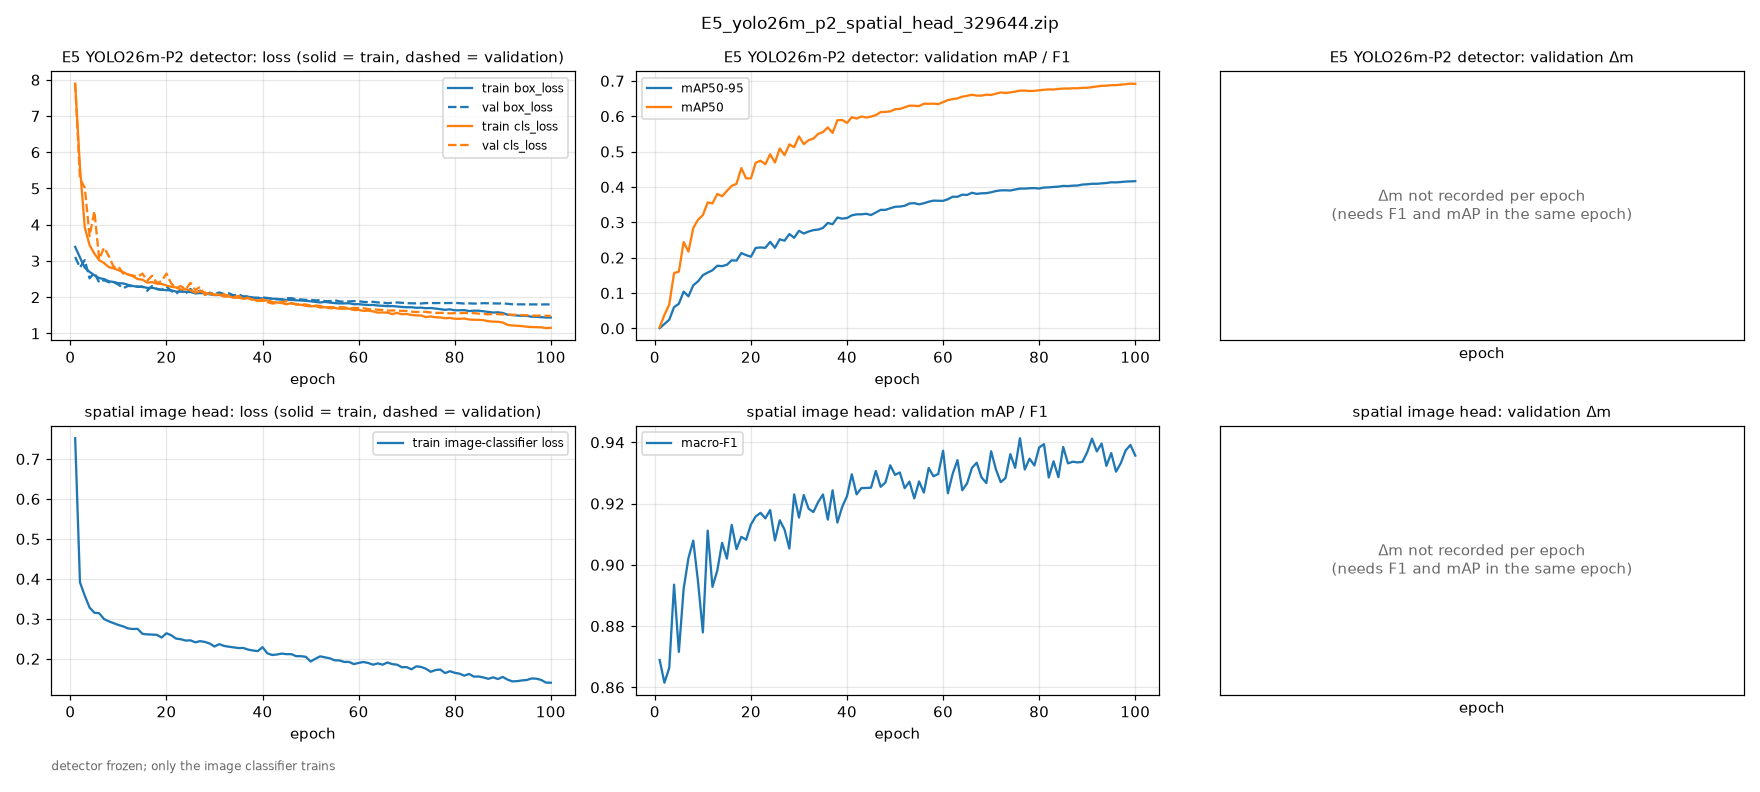 E5_yolo26m_p2_spatial_head_329644.zip
E5 YOLO26m-P2 detector: loss (solid = train, dashed = validation)
8
7
6
5
4
3
2
1
train box_loss
val box_loss
train cls_loss
val cls_loss
0 20 40 60 80 100
epoch
E5 YOLO26m-P2 detector: validation mAP / F1
0.7
0.6
0.5
0.4
0.3
0.2
0.1
0.0
mAP50-95
mAP50
0 20 40 60 80 100
epoch
E5 YOLO26m-P2 detector: validation Δm
Δm not recorded per epoch
(needs F1 and mAP in the same epoch)
epoch
spatial image head: loss (solid = train, dashed = validation)
0.7
0.6
0.5
0.4
0.3
0.2
train image-classifier loss
0 20 40 60 80 100
epoch
spatial image head: validation mAP / F1
0.94
0.92
0.90
0.88
0.86
macro-F1
0 20 40 60 80 100
epoch
spatial image head: validation Δm
Δm not recorded per epoch
(needs F1 and mAP in the same epoch)
epoch
detector frozen; only the image classifier trains